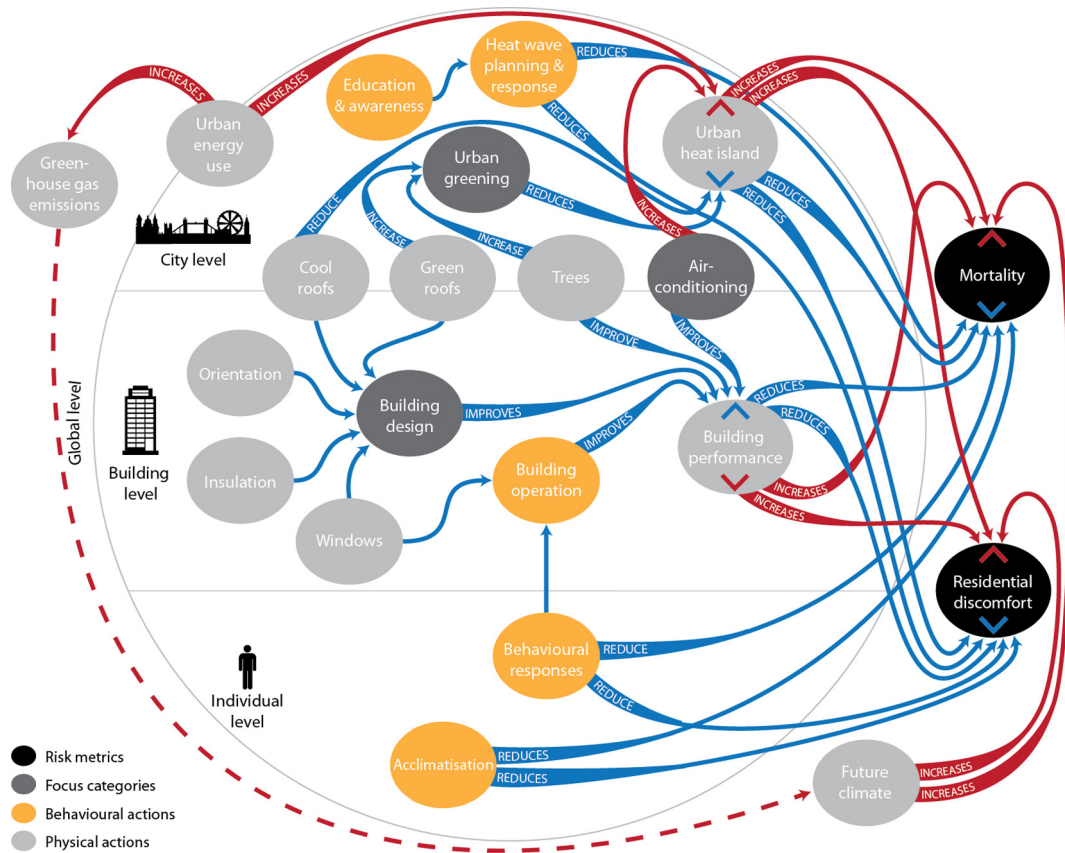 INCREASES
INCREASES
Education
& awareness
Heat wave
planning &
response
REDUCES
REDUCES
INCREASES
INCREASES
Urban
energy
use
Green-
house gas
emissions
Urban
greening
REDUCES
Urban
heat island
REDUCES
REDUCES
City level
REDUCE
INCREASE
INCREASE
INCREASES
Cool
roofs
Green
roofs
Trees
Air-
conditioning
Mortality
IMPROVE
IMPROVES
Global level
Orientation
Building
level
Building
design
IMPROVES
IMPROVES
REDUCES
REDUCES
Building
performance
INCREASES
INCREASES
Insulation
Building
operation
Windows
Residential
discomfort
Behavioural
responses
REDUCE
REDUCE
Individual
level
Acclimatisation
REDUCES
REDUCES
Future
climate
INCREASES
INCREASES
Risk metrics
Focus categories
Behavioural actions
Physical actions